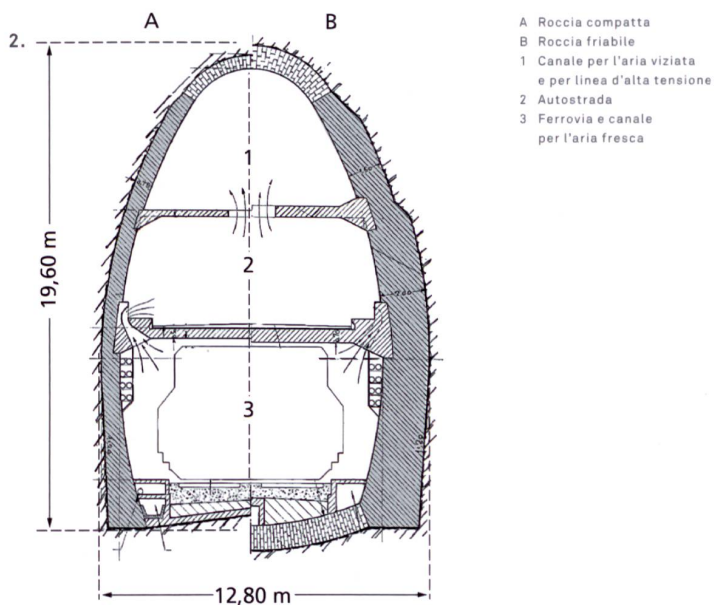 A
B
2.
A Roccia compatta
B Roccia friabile
1 Canale per l'aria viziata
e per linea d'alta tensione
2 Autostrada
3 Ferrovia e canale
per l'aria fresca
1
2
19,60 m
3
12,80 m